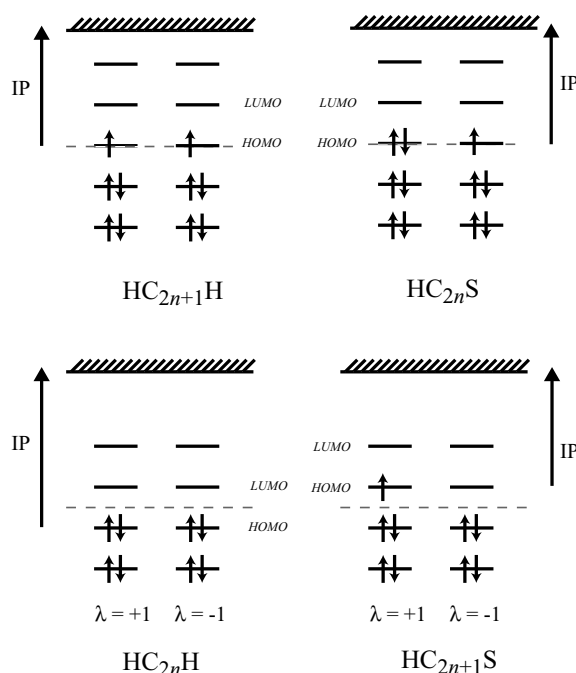 IP
IP
LUMO
LUMO
HOMO
HOMO
HC2n+1H
HC2nS
IP
IP
LUMO
LUMO
HOMO
HOMO
λ = +1
λ = -1
λ = +1
λ = -1
HC2nH
HC2n+1S